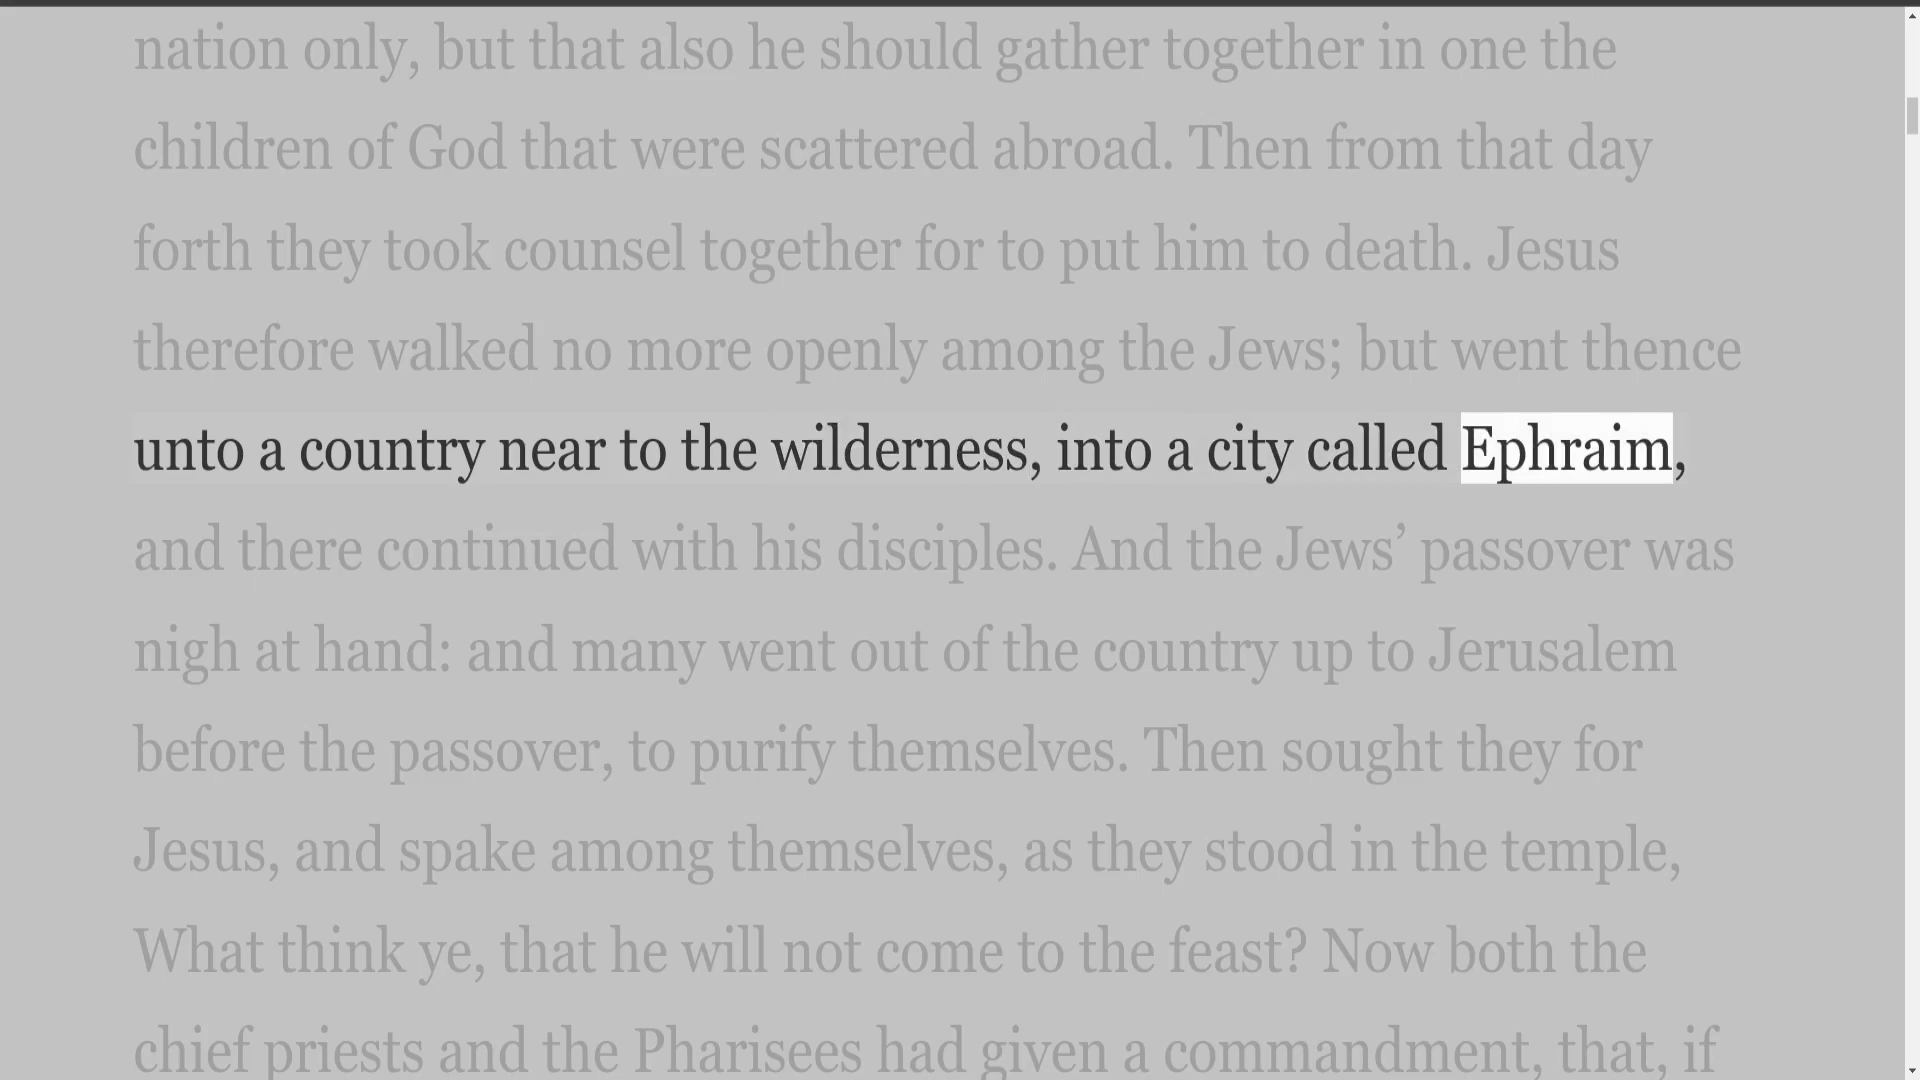 nation only, but that also he should gather together in one the
children of God that were scattered abroad. Then from that day
forth they took counsel together for to put him to death. Jesus
therefore walked no more openly among the Jews; but went thence
unto a country near to the wilderness, into a city called Ephraim,
and there continued with his disciples. And the Jews’ passover was
nigh at hand: and many went out of the country up to Jerusalem
before the passover, to purify themselves. Then sought they for
Jesus, and spake among themselves, as they stood in the temple,
What think ye, that he will not come to the feast? Now both the
chief priests and the Pharisees had given a commandment, that, if